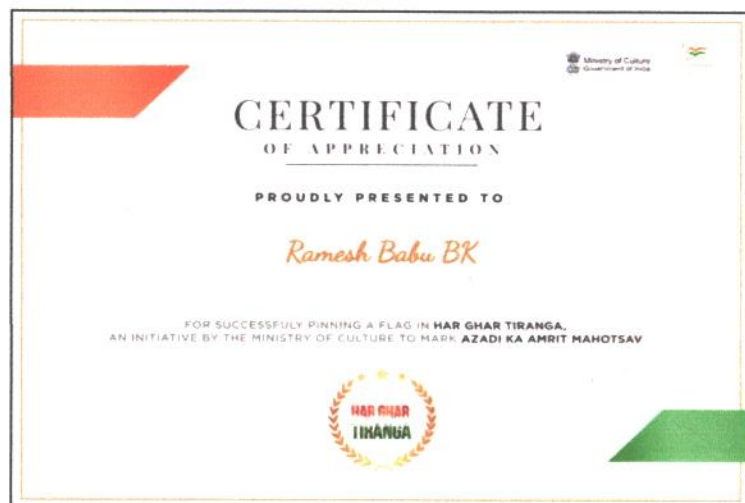 Ministry of Culture
Government of India
CERTIFICATE
OF APPRECIATION
PROUDLY PRESENTED TO
Ramesh Babu BK
FOR SUCCESSFULY PINNING A FLAG IN HAR GHAR TIRANGA,
AN INITIATIVE BY THE MINISTRY OF CULTURE TO MARK AZADI KA AMRIT MAHOTSAV
HAR GHAR
TIRANGA